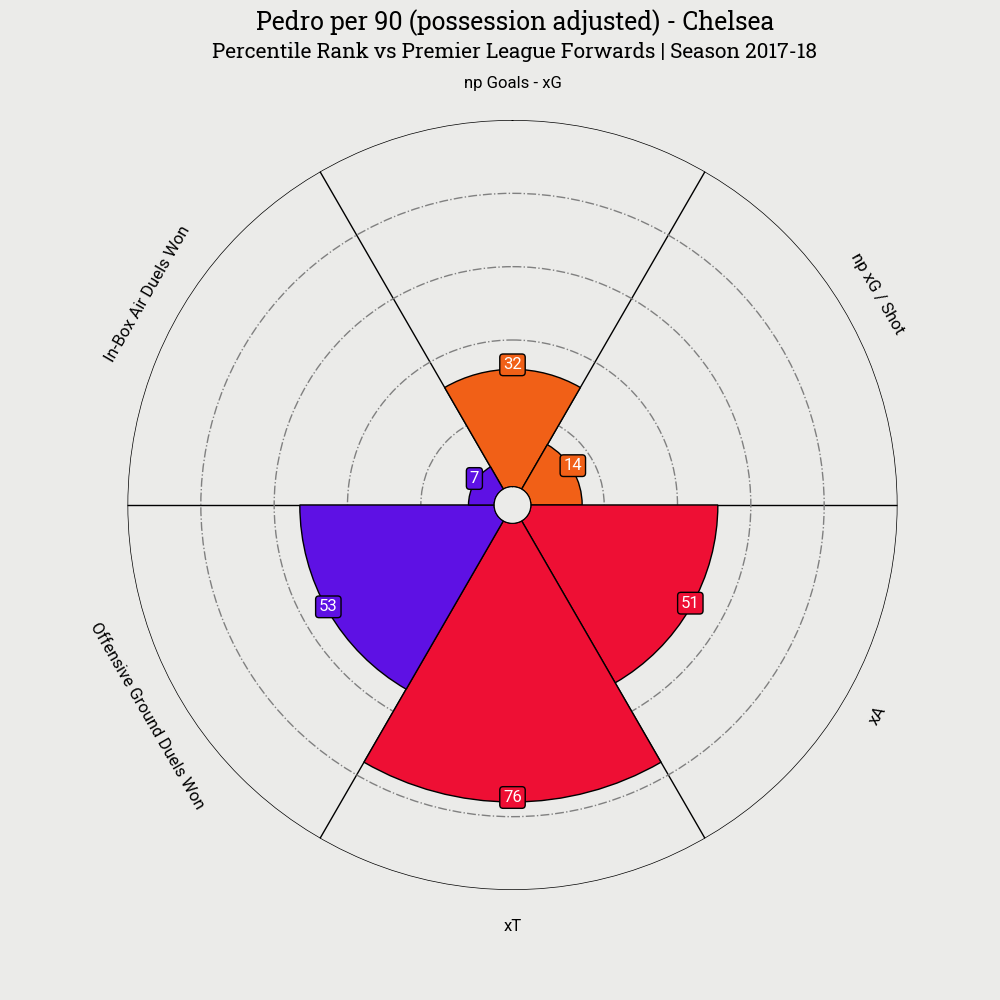 Pedro per 90 (possession adjusted) - Chelsea
Percentile Rank vs Premier League Forwards | Season 2017-18
np Goals - xG
In-Box Air Duels Won
np xG / Shot
32
14
7
53
51
Offensive Ground Duels Won
xA
76
xT